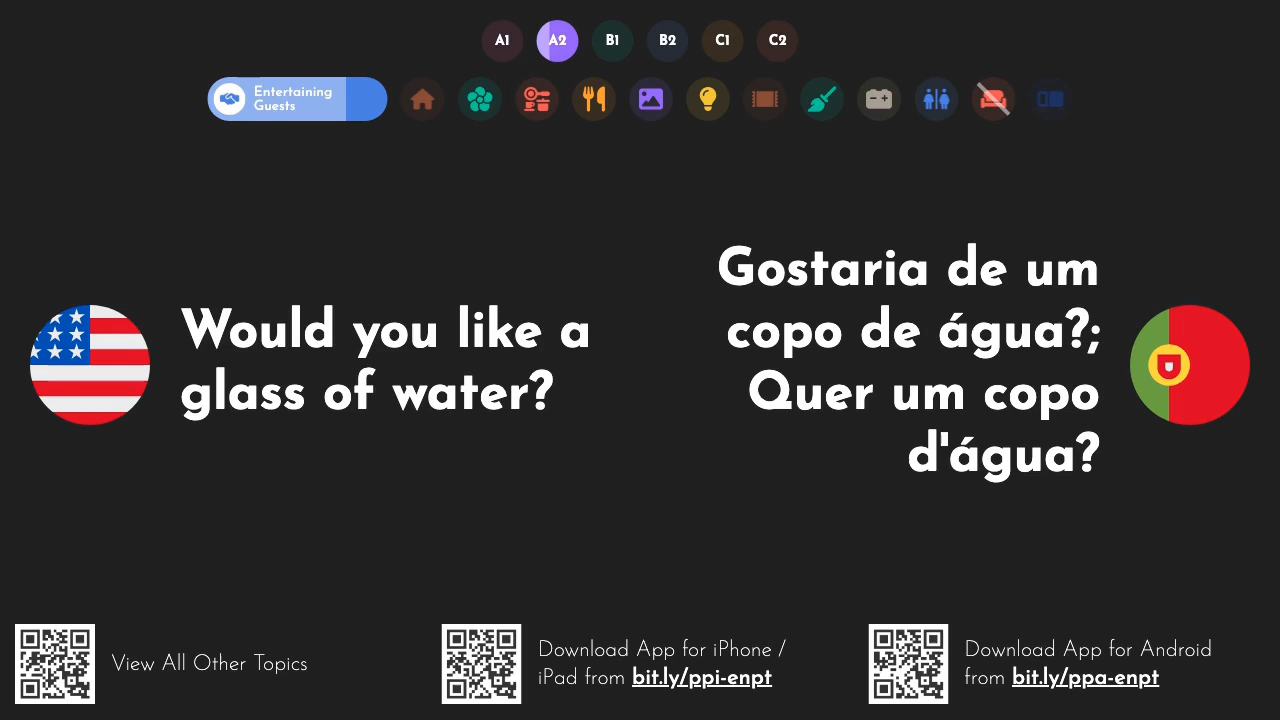 A1 A2 B1 B2 C1 C2
Entertaining
Guests
Would you like a
glass of water?
Gostaria de um
copo de água?;
Quer um copo
d'água?
View All Other Topics
Download App for iPhone /
iPad from bit.ly/ppi-enpt
Download App for Android
from bit.ly/ppa-enpt